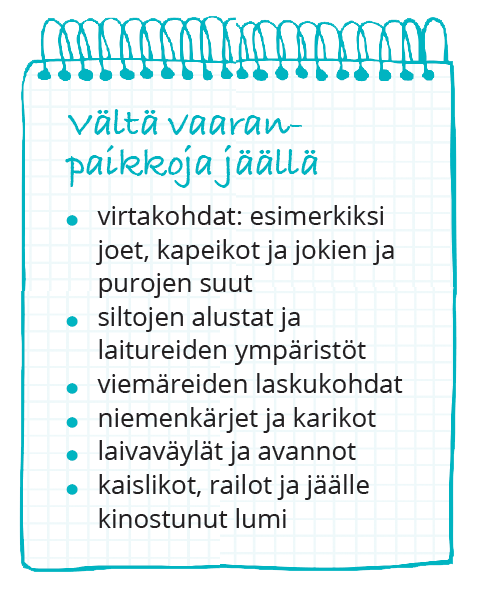 Vältä vaaran-
paikkoja jäällä
• virtakohdat: esimerkiksi
joet, kapeikot ja jokien ja
purojen suut
• siltojen alustat ja
laitureiden ympäristöt
• viemäreiden laskukohdat
• niemenkärjet ja karikot
• laivaväylät ja avannot
• kaislikot, railot ja jäälle
kinostunut lumi